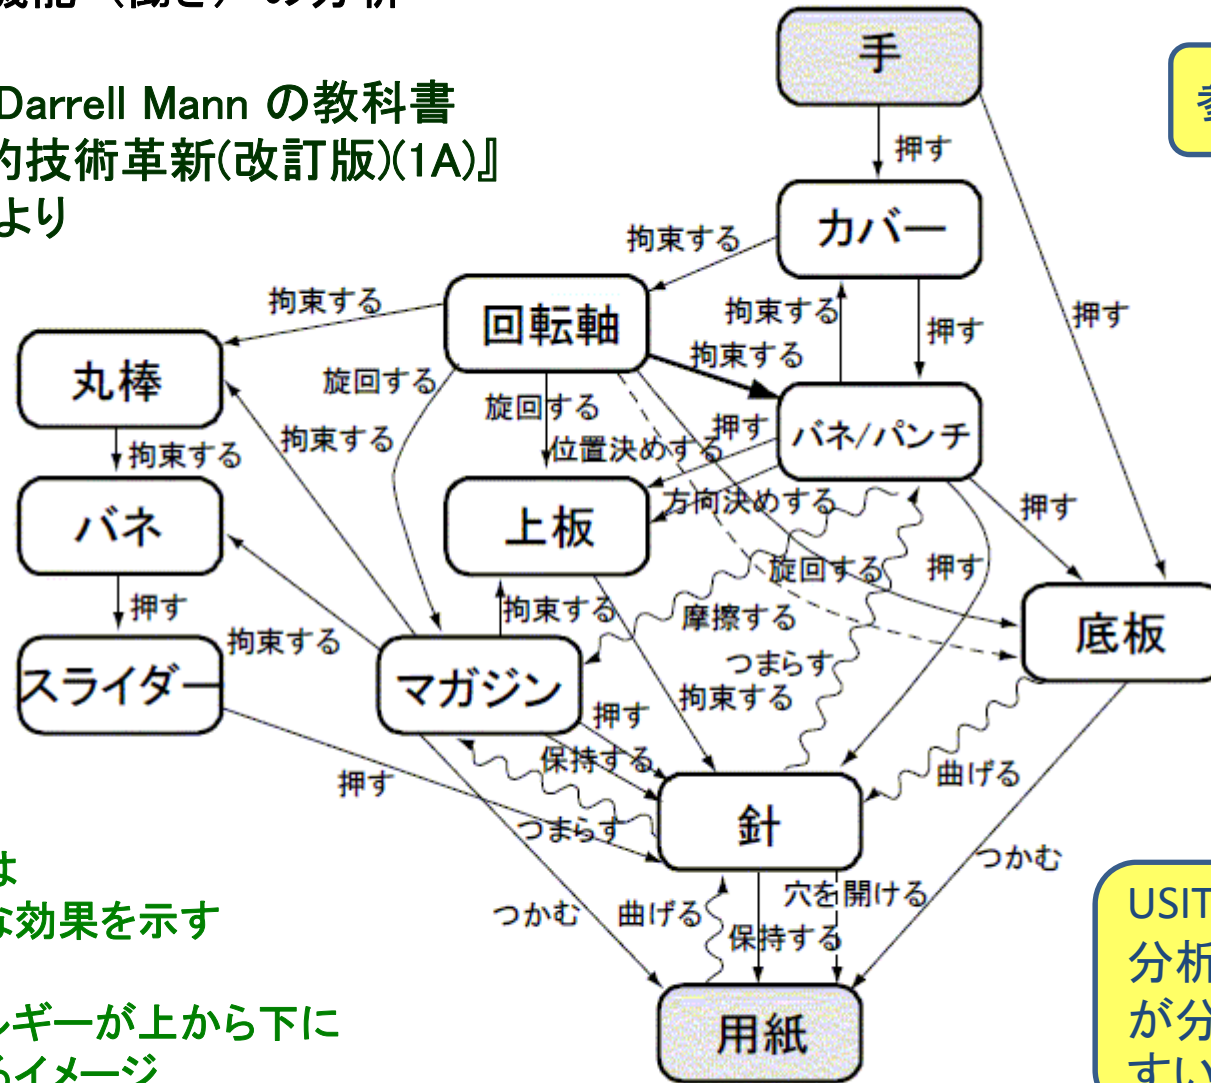 機能（働き）の分析
Darrell Mann の教科書
的技術革新(改訂版)(1A)』
より
手
押す
カバー
拘束する
拘束する
押す
押す
回転軸
拘束する
拘束する
丸棒
旋回する
旋回する
拘束する
位置決めする
押す
バネ/パンチ
拘束する
方向決めする
押す
バネ
上板
旋回する
押す
押す
拘束する
拘束する
摩擦する
つまらす
拘束する
底板
スライダー
マガジン
押す
保持する
押す
つまらす
針
曲げる
つかむ
は
な効果を示す
つかむ
曲げる
穴を開ける
保持する
ルギーが上から下に
るイメージ
用紙
USIT
分析
が分
すい